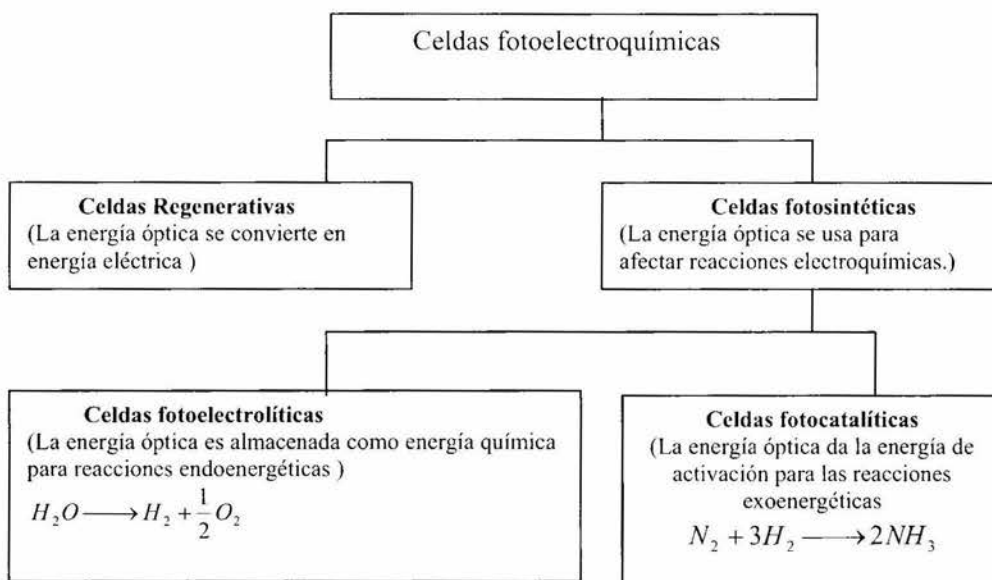 Celdas fotoelectroquímicas
Celdas Regenerativas
(La energía óptica se convierte en
energía eléctrica )
Celdas fotosintéticas
(La energía óptica se usa para
afectar reacciones electroquímicas.)
Celdas fotoelectrolíticas
(La energía óptica es almacenada como energía química
para reacciones endoenergéticas )
H₂O ⟶ H₂ + 1/2 O₂
Celdas fotocatalíticas
(La energía óptica da la energía de
activación para las reacciones
exoenergéticas
N₂ + 3H₂ ⟶ 2NH₃